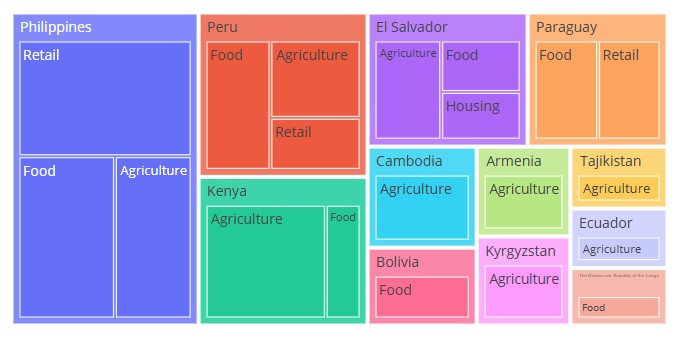 Philippines
Retail
Food
Agriculture
Peru
Food
Agriculture
Retail
Kenya
Agriculture
Food
El Salvador
Agriculture
Food
Housing
Paraguay
Food
Retail
Cambodia
Agriculture
Bolivia
Food
Armenia
Agriculture
Kyrgyzstan
Agriculture
Tajikistan
Agriculture
Ecuador
Agriculture
The Democratic Republic of the Congo
Food